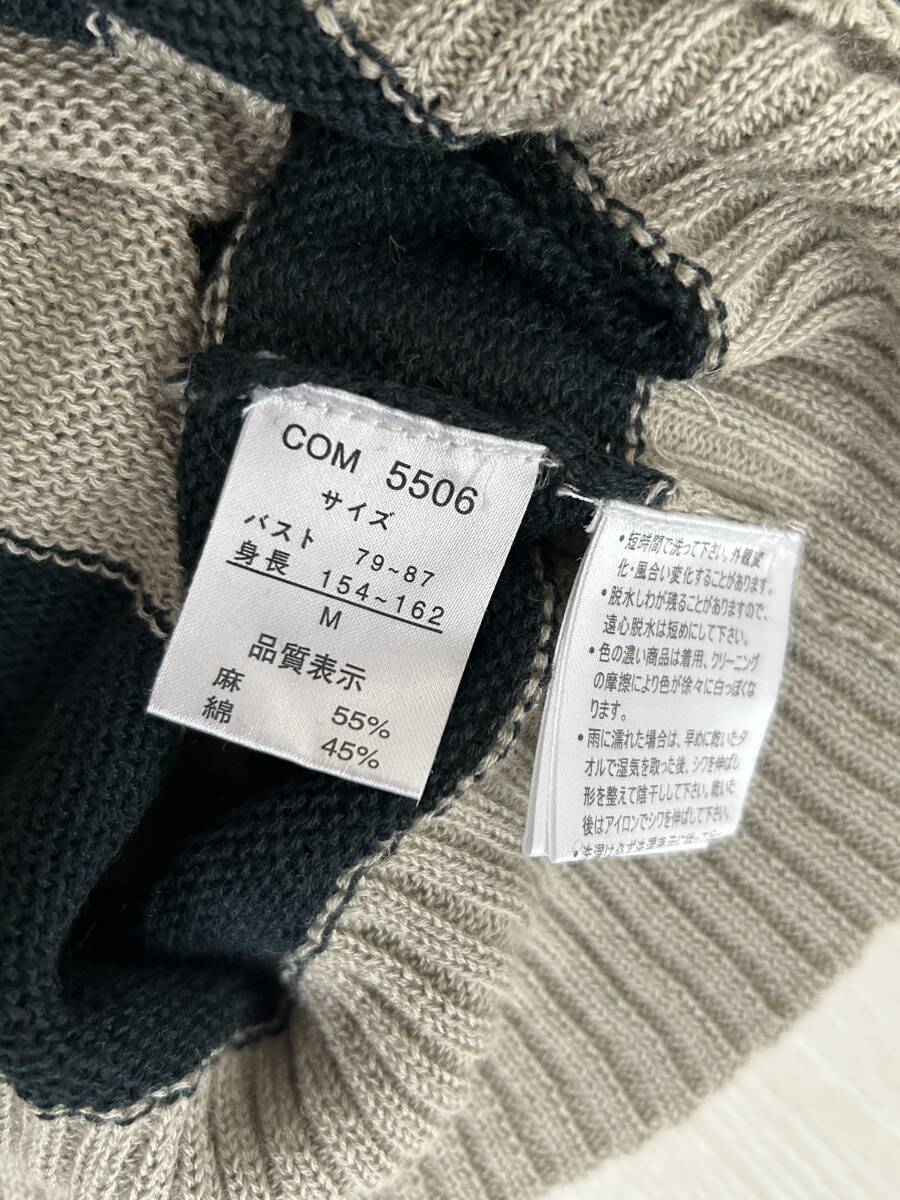 COM 5506
サイズ
バスト 79~87
身長 154~162
M
品質表示
麻 55%
綿 45%
・短時間で洗って下さい。外観変
化・風合い変化することがあります。
・脱水しわが残ることがありますので、
遠心脱水は短めにして下さい。
・色の濃い商品は着用、クリーニング
の摩擦により色が徐々に白っぽくな
ります。
・雨に濡れた場合は、早めに乾いたタ
オルで湿気を取った後、シワを伸ばし
形を整えて陰干しして下さい。乾いた
後はアイロンでシワを伸ばして下さい。